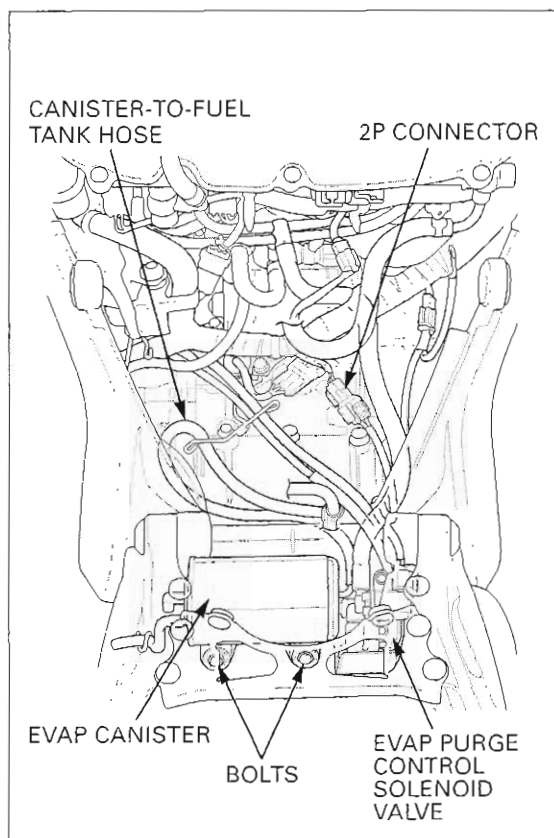 CANISTER-TO-FUEL
TANK HOSE
2P CONNECTOR
EVAP CANISTER
BOLTS
EVAP PURGE
CONTROL
SOLENOID
VALVE